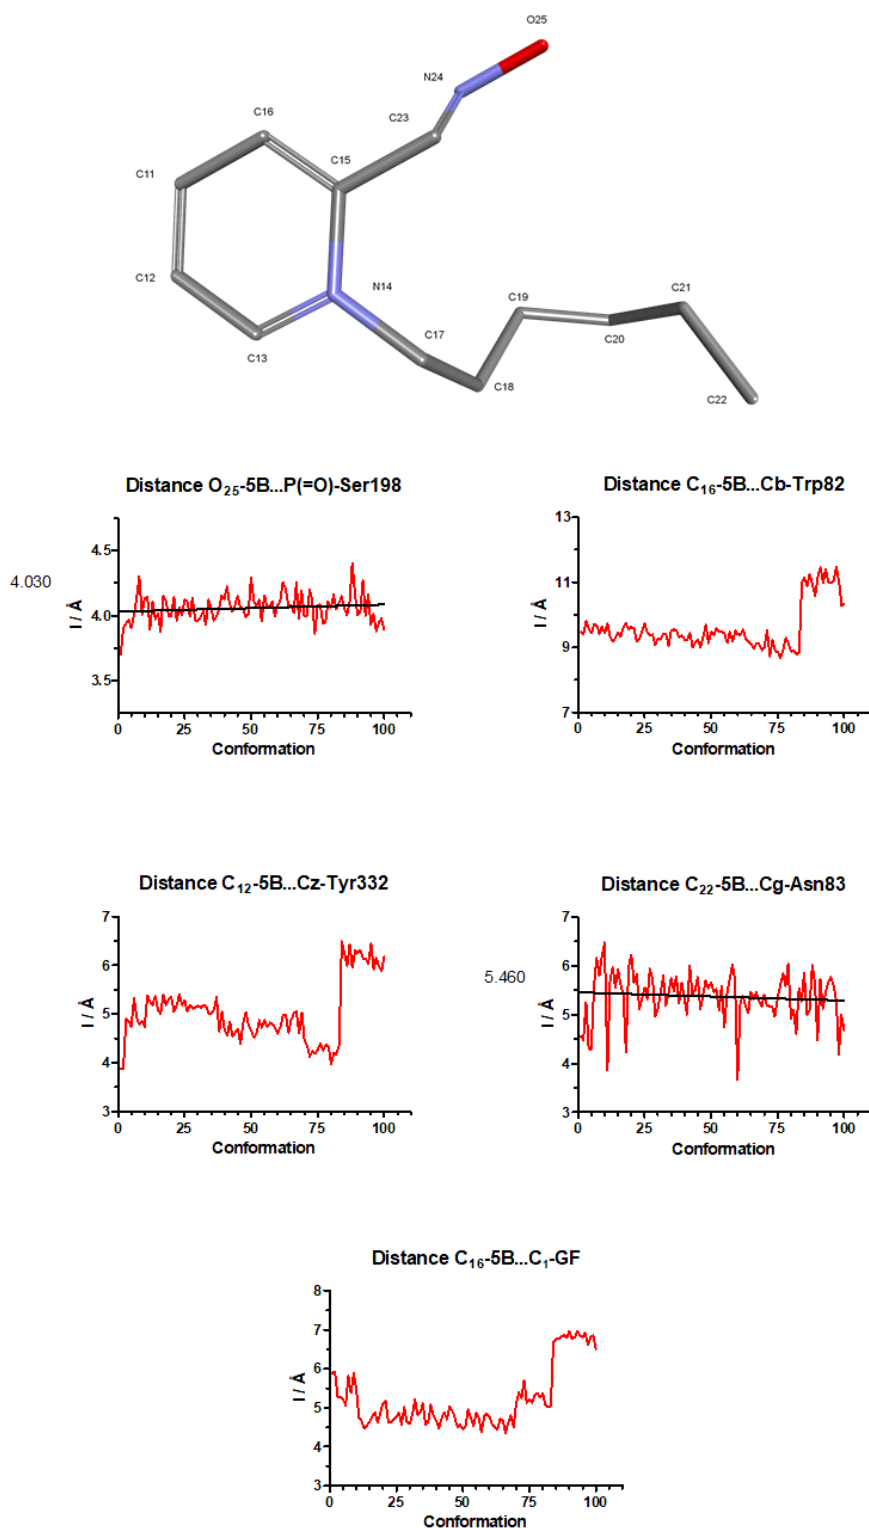 O25
N24
C16
C23
C15
C11
C12
N14
C13
C19
C21
C17
C20
C18
C22
Distance O₂₅-5B...P(=O)-Ser198
4.030
4.5
4.0
3.5
l / Å
0 25 50 75 100
Conformation
Distance C₁₆-5B...Cb-Trp82
13
11
9
7
l / Å
0 25 50 75 100
Conformation
Distance C₁₂-5B...Cz-Tyr332
7
6
5
4
3
l / Å
0 25 50 75 100
Conformation
Distance C₂₂-5B...Cg-Asn83
5.460
7
6
5
4
3
l / Å
0 25 50 75 100
Conformation
Distance C₁₆-5B...C₁-GF
8
7
6
5
4
3
l / Å
0 25 50 75 100
Conformation